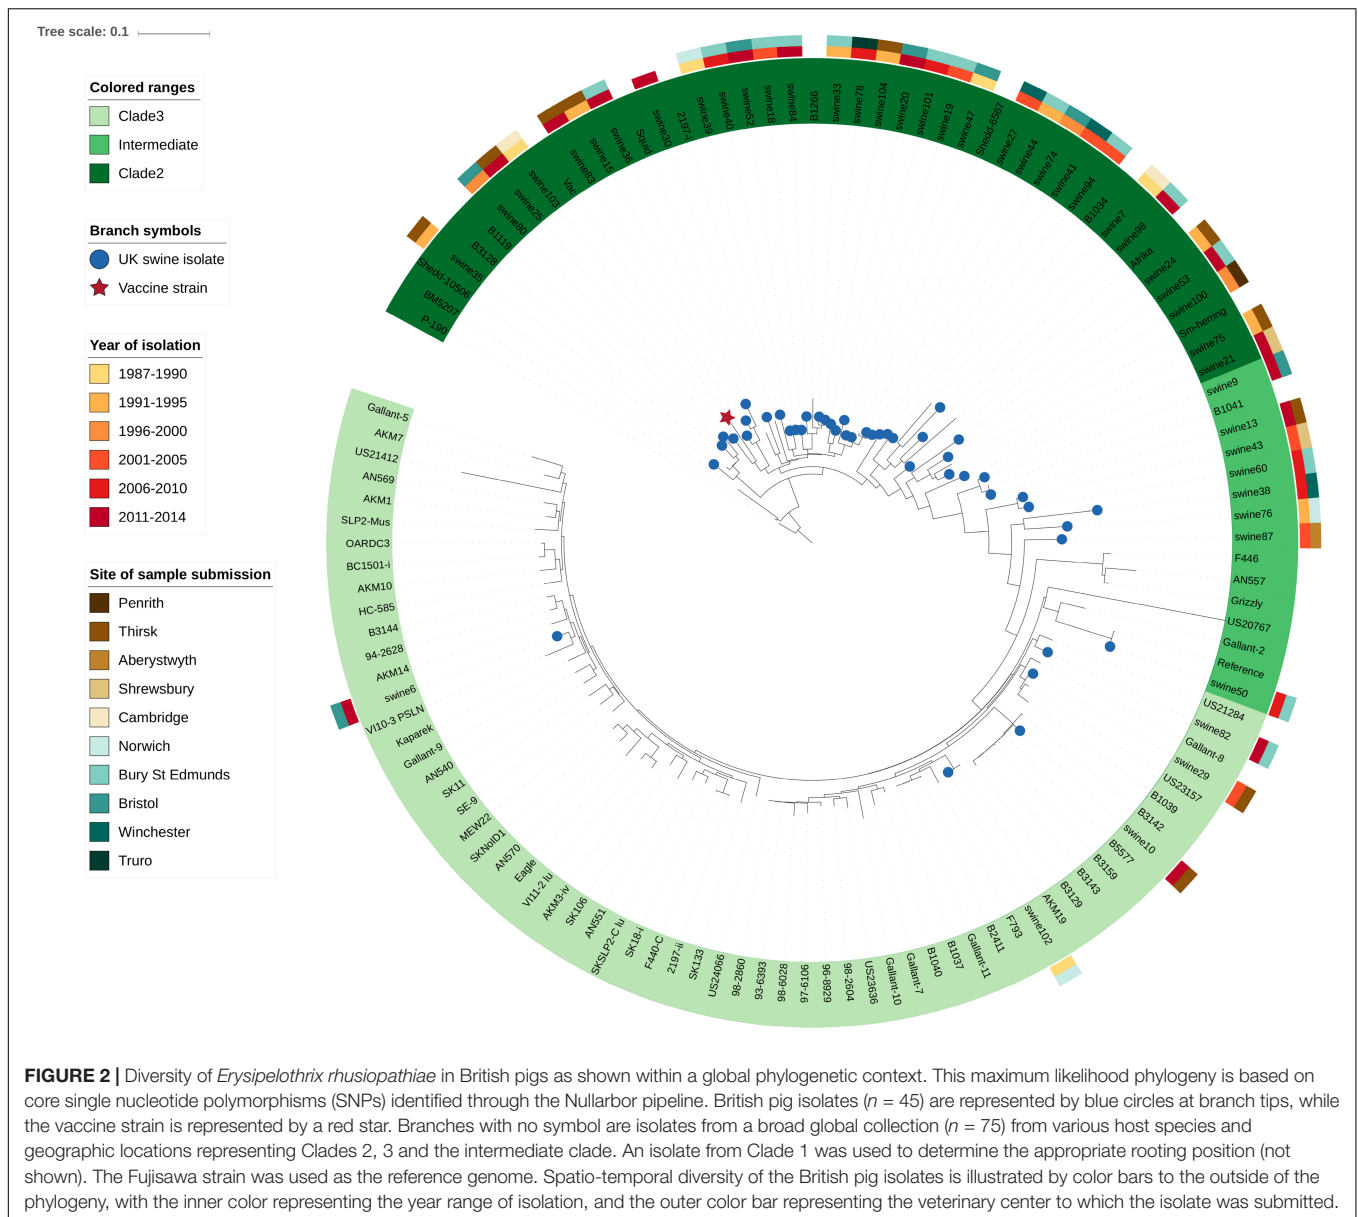 Tree scale: 0.1
Colored ranges
Clade3
Intermediate
Clade2
Branch symbols
UK swine isolate
Vaccine strain
Year of isolation
1987-1990
1991-1995
1996-2000
2001-2005
2006-2010
2011-2014
Site of sample submission
Penrith
Thirsk
Aberystwyth
Shrewsbury
Cambridge
Norwich
Bury St Edmunds
Bristol
Winchester
Truro
P-190
BM5207
Shedd-10506
swine35
B3128
B1119
swine80
swine25
swine103
Vac
swine83
swine15
swine36
Squid
swine30
2197-i
swine39
swine40
swine52
swine18
swine84
B1266
swine33
swine78
swine104
swine20
swine101
swine19
swine47
Shedd-6567
swine27
swine44
swine74
swine41
swine94
B1034
swine7
swine98
Afrika
swine24
swine53
swine100
Sm-herring
swine75
swine21
swine9
B1041
swine13
swine43
swine60
swine38
swine76
swine87
F446
AN557
Grizzly
US20767
Gallant-2
Reference
swine50
US21284
swine82
Gallant-8
swine29
US23157
B1039
B3142
swine10
B5577
B3159
B3143
B3129
AKM19
swine102
F793
B2411
Gallant-11
B1037
B1040
Gallant-7
Gallant-10
US23636
98-2604
96-8929
97-6190
98-6028
93-6393
98-2860
US24066
SK133
2197-ii
F440-C
SK18-i
SKSLP2-C lu
AN551
SK106
AKM3-iv
VI11-2 lu
Eagle
AN570
SKNoID1
MEW22
SE-9
SK11
AN540
Gallant-9
Kaparek
VI10-3 PSLN
swine6
AKM14
94-2628
B3144
HC-585
AKM10
BC1501-i
OARDC3
SLP2-Mus
AKM1
AN569
US21412
AKM7
Gallant-5
FIGURE 2 | Diversity of Erysipelothrix rhusiopathiae in British pigs as shown within a global phylogenetic context. This maximum likelihood phylogeny is based on
core single nucleotide polymorphisms (SNPs) identified through the Nullarbor pipeline. British pig isolates (n = 45) are represented by blue circles at branch tips, while
the vaccine strain is represented by a red star. Branches with no symbol are isolates from a broad global collection (n = 75) from various host species and
geographic locations representing Clades 2, 3 and the intermediate clade. An isolate from Clade 1 was used to determine the appropriate rooting position (not
shown). The Fujisawa strain was used as the reference genome. Spatio-temporal diversity of the British pig isolates is illustrated by color bars to the outside of the
phylogeny, with the inner color representing the year range of isolation, and the outer color bar representing the veterinary center to which the isolate was submitted.